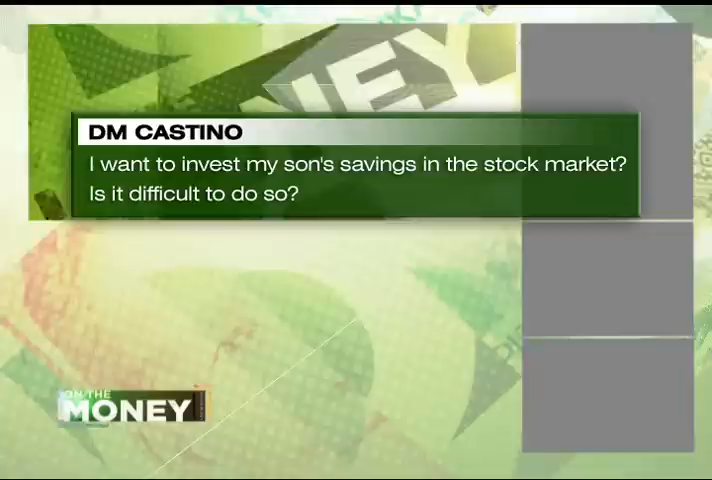 NEY
DM CASTINO
I want to invest my son's savings in the stock market?
Is it difficult to do so?
ON THE
MONEY